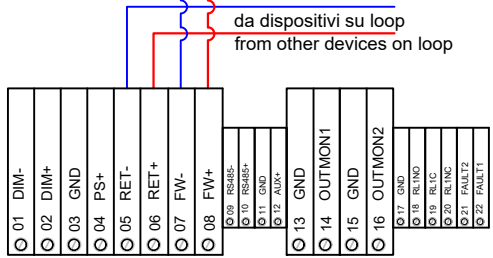 da dispositivi su loop
from other devices on loop
01 DIM-
02 DIM+
03 GND
04 PS+
05 RET-
06 RET+
07 FW-
08 FW+
09 RS485-
10 RS485+
11 GND
12 AUX+
13 GND
14 OUTMON1
15 GND
16 OUTMON2
17 GND
18 RL1NO
19 RL1C
20 RL1NC
21 FAULT2
22 FAULT1